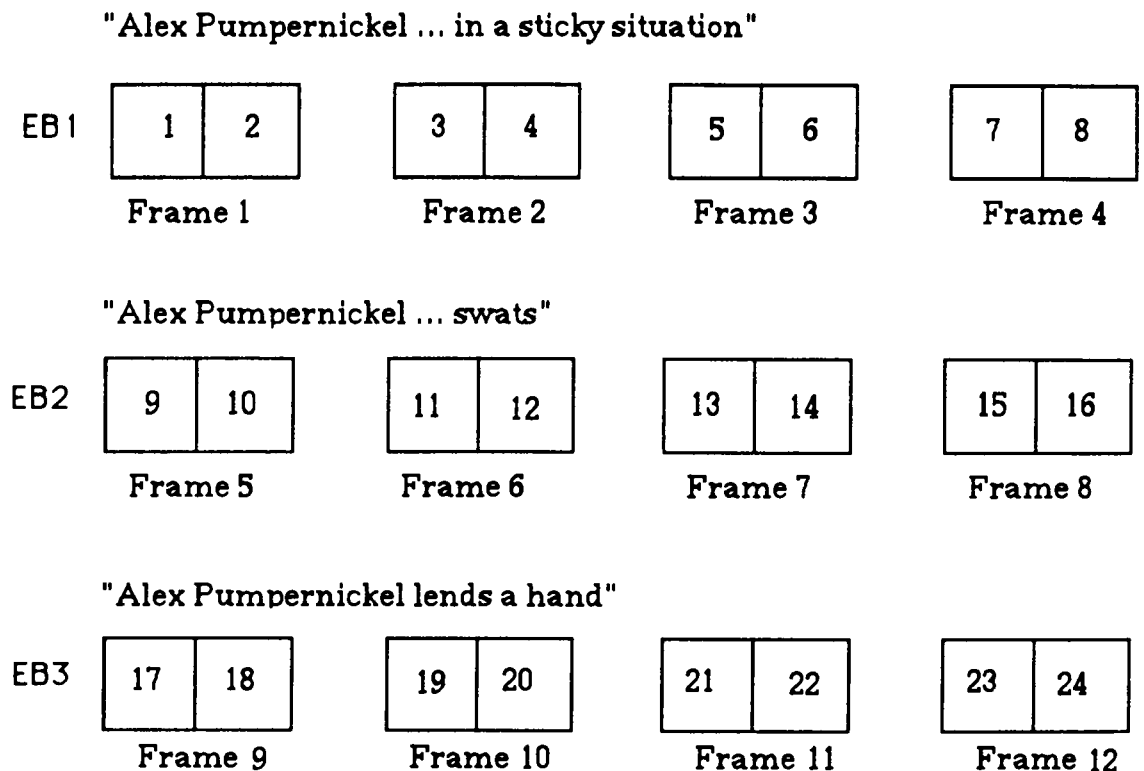 "Alex Pumpernickel ... in a sticky situation"
EB1 1 2 3 4 5 6 7 8
Frame 1 Frame 2 Frame 3 Frame 4
"Alex Pumpernickel ... swats"
EB2 9 10 11 12 13 14 15 16
Frame 5 Frame 6 Frame 7 Frame 8
"Alex Pumpernickel lends a hand"
EB3 17 18 19 20 21 22 23 24
Frame 9 Frame 10 Frame 11 Frame 12